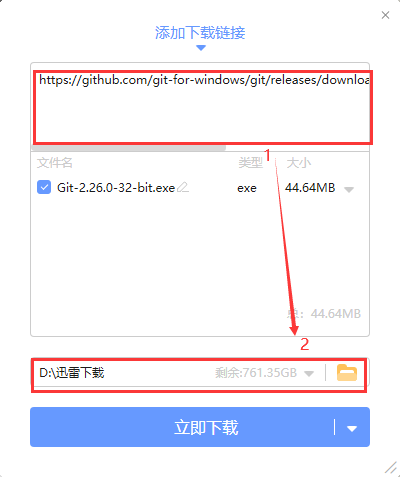 添加下载链接
https://github.com/git-for-windows/git/releases/downloa
1
文件名 类型 大小
Git-2.26.0-32-bit.exe exe 44.64MB
总：44.64MB
2
D:\迅雷下载 剩余:761.35GB
立即下载